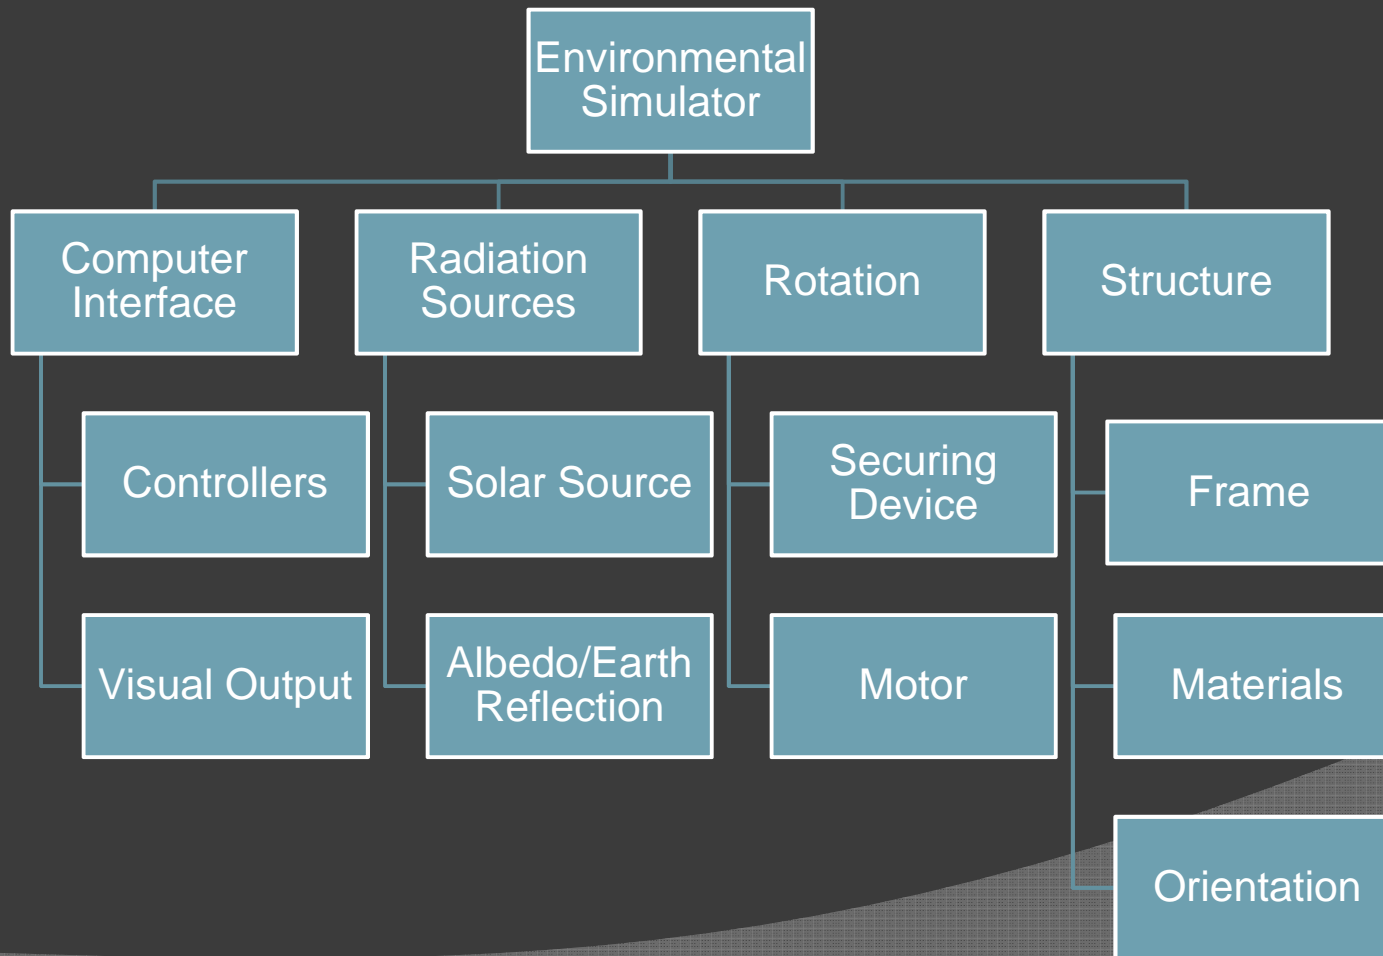 Environmental
Simulator
Computer
Interface
Radiation
Sources
Rotation
Structure
Controllers
Solar Source
Securing
Device
Frame
Visual Output
Albedo/Earth
Reflection
Motor
Materials
Orientation